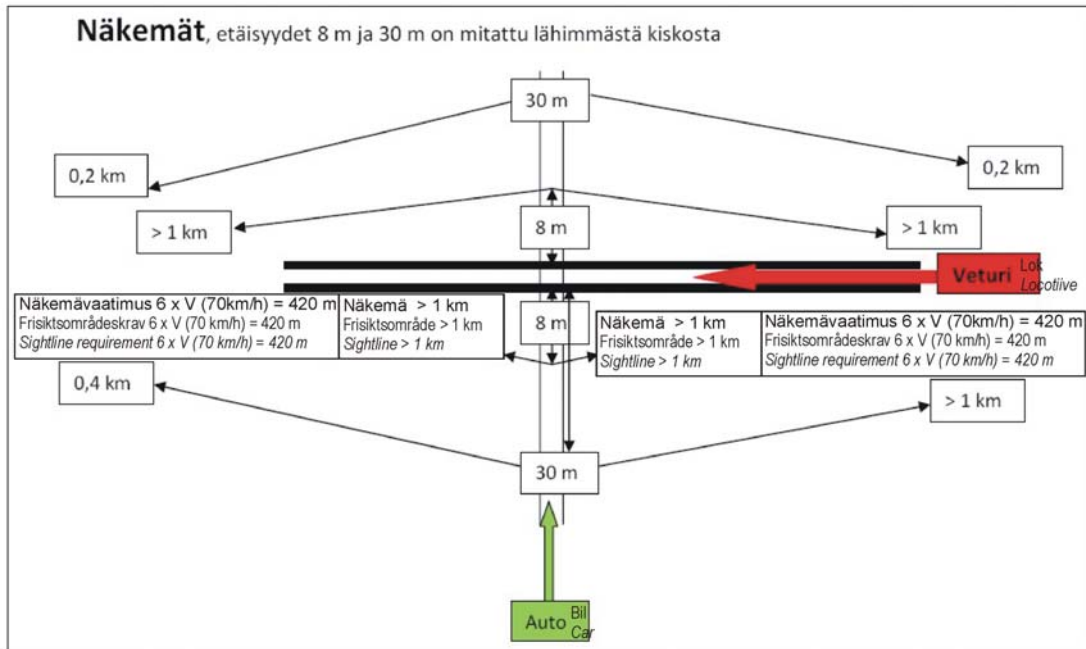 Näkemät, etäisyydet 8 m ja 30 m on mitattu lähimmästä kiskosta
30 m
0,2 km
0,2 km
> 1 km
8 m
> 1 km
Veturi
Lok
Locotiive
Näkemävaatimus 6 x V (70km/h) = 420 m
Frisiktsområdeskrav 6 x V (70 km/h) = 420 m
Sightline requirement 6 x V (70 km/h) = 420 m
Näkemä > 1 km
Frisiktsområde > 1 km
Sightline > 1 km
8 m
Näkemä > 1 km
Frisiktsområde > 1 km
Sightline > 1 km
Näkemävaatimus 6 x V (70km/h) = 420 m
Frisiktsområdeskrav 6 x V (70 km/h) = 420 m
Sightline requirement 6 x V (70 km/h) = 420 m
0,4 km
> 1 km
30 m
Auto
Bil
Car